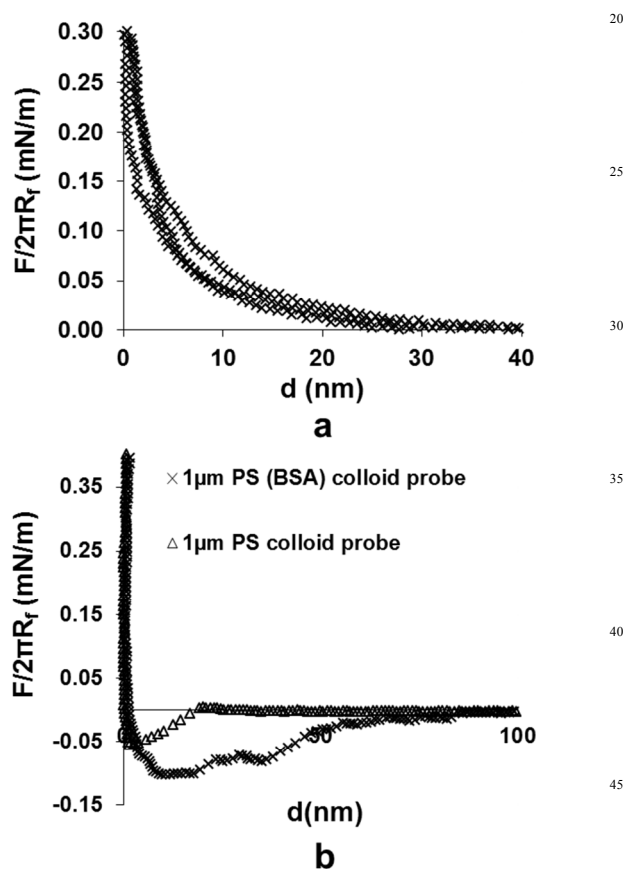 20
0.30
0.25
0.20
0.15
0.10
0.05
0.00
F/2πRf (mN/m)
25
30
0 10 20 30 40
d (nm)
a
0.35
0.25
0.15
0.05
-0.05
-0.15
F/2πRf (mN/m)
35
× 1µm PS (BSA) colloid probe
△ 1µm PS colloid probe
40
0 50 100
45
d(nm)
b